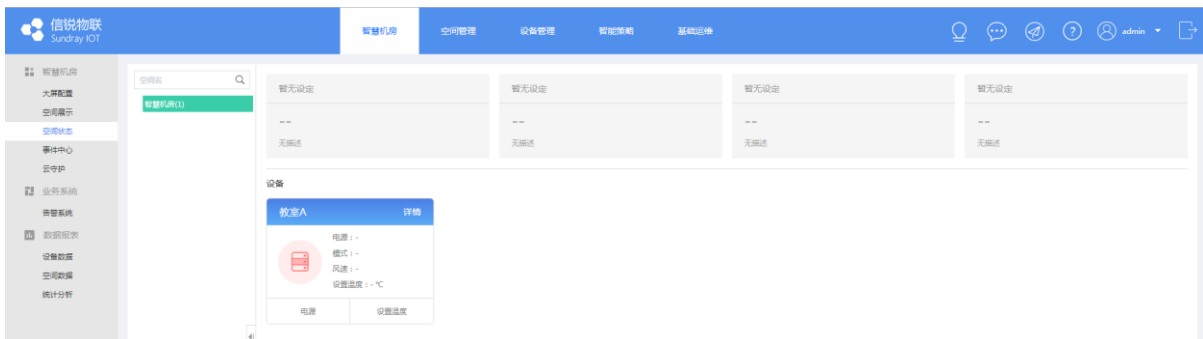 信锐物联
Sundray IOT
智慧机房 空间管理 设备管理 智能策略 基础运维
admin
智慧机房
大屏配置
空间展示
空间状态
事件中心
云守护
业务系统
告警系统
数据报表
设备数据
空间数据
统计分析
空间名
智慧机房(1)
暂无设定 暂无设定 暂无设定 暂无设定
-- -- -- --
无描述 无描述 无描述 无描述
设备
教室A 详情
电源：-
模式：-
风速：-
设置温度：- ℃
电源 设置温度